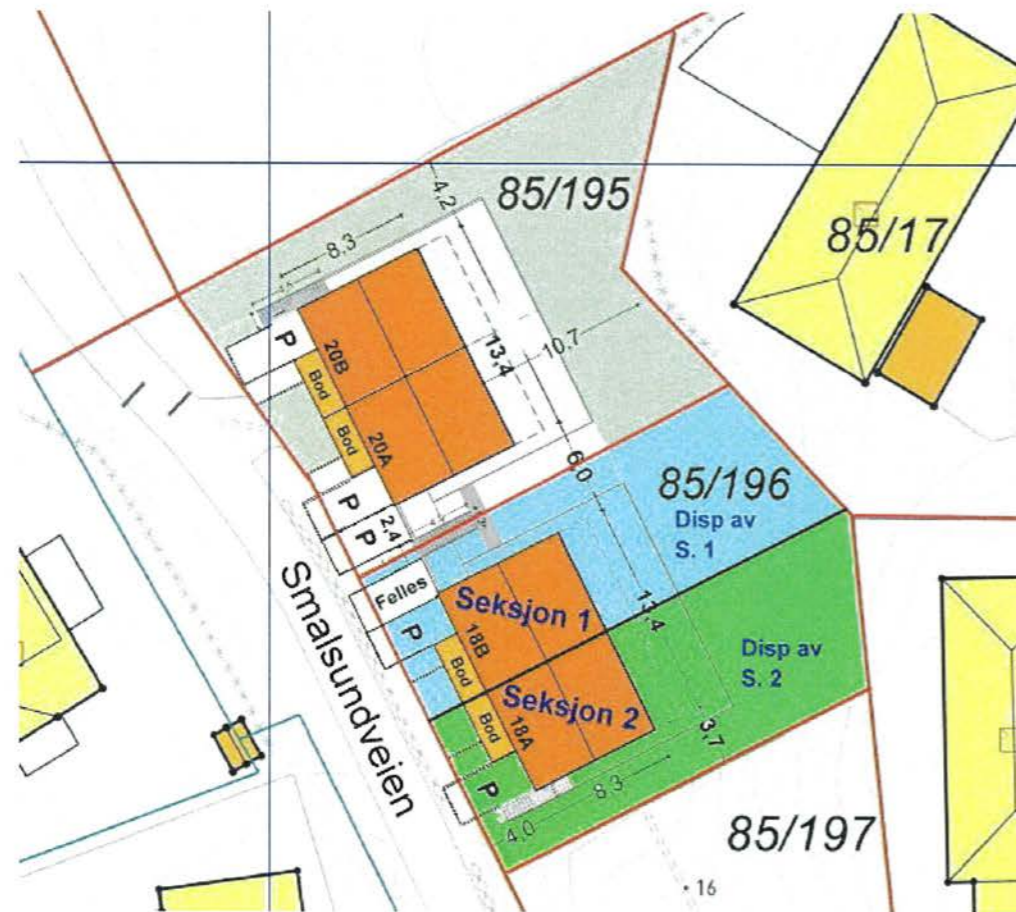 85/195
4,2
8,3
85/17
P
20B
13,4
10,7
Bod
Bod
20A
6,0
85/196
P
2,4
P
Disp av
S. 1
Felles
Seksjon 1
P
18B
13,4
Smalsundveien
Bod
Disp av
S. 2
Seksjon 2
Bod
18A
3,7
P
8,3
4,0
85/197
16